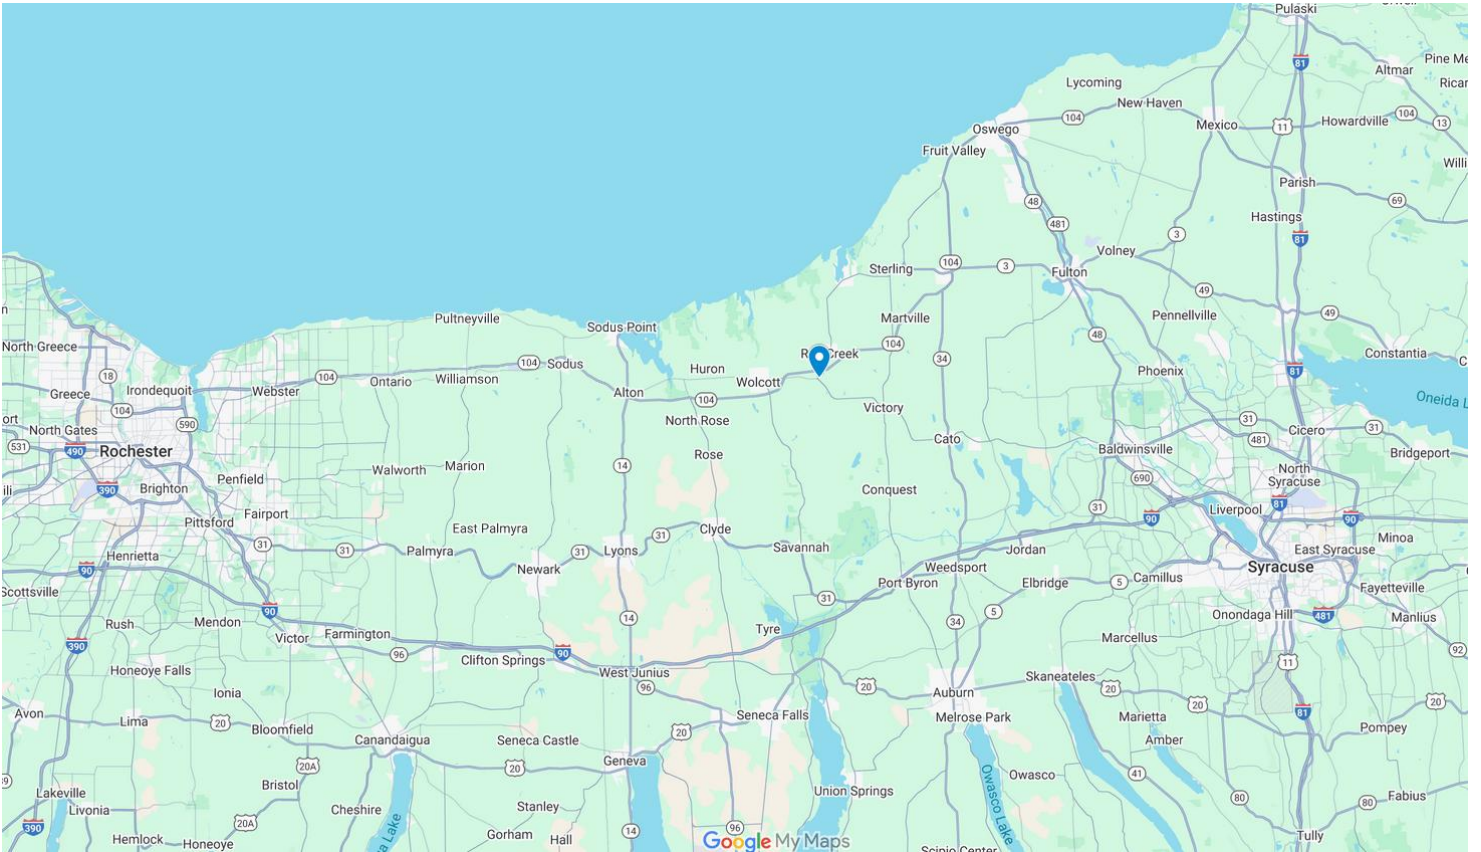 Pulaski
81
Pine Me
Altmar
Ricar
Lycoming
New Haven
104
Mexico
11
Howardville
104
13
Oswego
Fruit Valley
Willi
Parish
48
69
Hastings
481
3
81
Volney
Sterling
104
3
Fulton
49
Pultneyville
Sodus Point
Martville
Pennellville
49
48
North Greece
104
Creek
34
Constantia
Huron
104
Sodus
81
Phoenix
18
Irondequoit
Greece
104
Webster
104
Ontario
Williamson
Wolcott
Alton
104
Victory
Oneida L
590
North Gates
North Rose
31
31
Cicero
531
490
Rochester
Cato
481
Baldwinsville
Bridgeport
Rose
14
Walworth
Marion
North
Syracuse
390
Brighton
Penfield
690
Conquest
81
Pittsford
Fairport
31
Liverpool
90
90
East Palmyra
Clyde
31
Minoa
31
31
Palmyra
31
Lyons
Savannah
Jordan
East Syracuse
Henrietta
90
Newark
Weedsport
Syracuse
Scottsville
Port Byron
Elbridge
5
Camillus
Fayetteville
90
31
5
Rush
Mendon
14
34
Onondaga Hill
481
Manlius
Victor
Farmington
Tyre
Marcellus
390
96
90
Clifton Springs
11
92
Honeoye Falls
West Junius
Skaneateles
96
20
20
Ionia
Auburn
20
20
Avon
Lima
20
Bloomfield
Seneca Falls
Melrose Park
Marietta
81
Pompey
Canandaigua
Seneca Castle
20
Amber
20A
20
Geneva
41
Owasco
Lakeville
Bristol
Union Springs
Owasco Lake
80
80
Fabius
Livonia
Cheshire
Stanley
390
20A
Gorham
14
96
Hemlock
Honeoye
a Lake
Hall
Google My Maps
Scipio Center
Tully